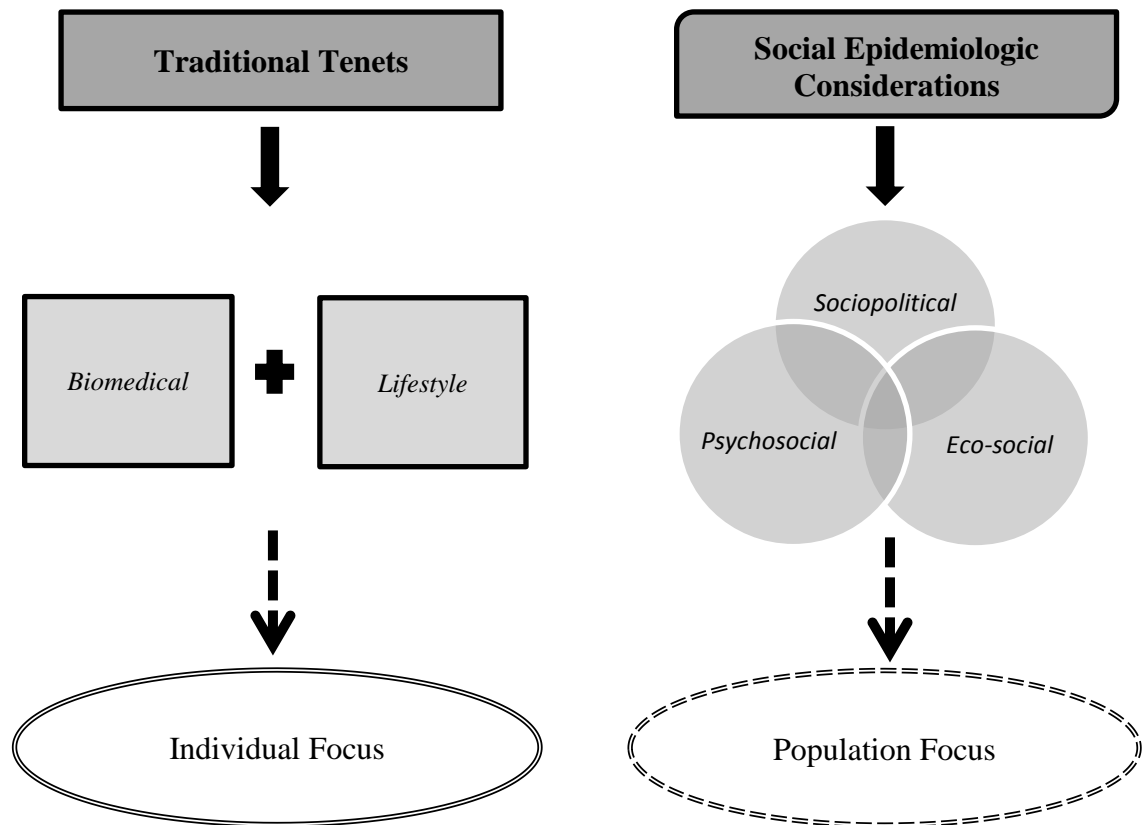 Traditional Tenets
Social Epidemiologic
Considerations
Biomedical
Lifestyle
Sociopolitical
Psychosocial
Eco-social
Individual Focus
Population Focus